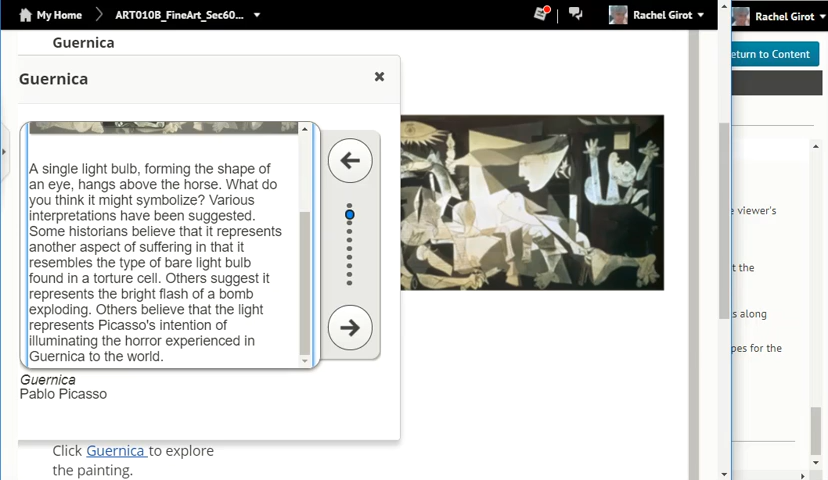 My Home
ART010B_FineArt_Sec60...
Rachel Girot
Rachel Girot
Guernica
Return to Content
Guernica
A single light bulb, forming the shape of
an eye, hangs above the horse. What do
you think it might symbolize? Various
interpretations have been suggested.
Some historians believe that it represents
another aspect of suffering in that it
resembles the type of bare light bulb
found in a torture cell. Others suggest it
represents the bright flash of a bomb
exploding. Others believe that the light
represents Picasso's intention of
illuminating the horror experienced in
Guernica to the world.
Guernica
Pablo Picasso
Click Guernica to explore
the painting.
viewer's
the
along
for the